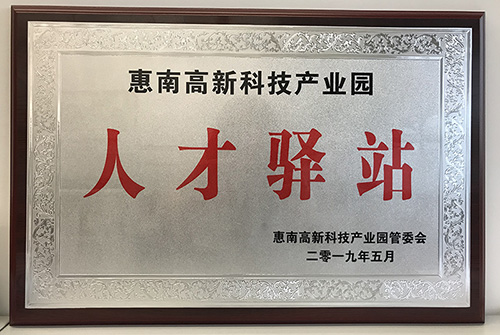 惠南高新科技产业园
人才驿站
惠南高新科技产业园管委会
二零一九年五月